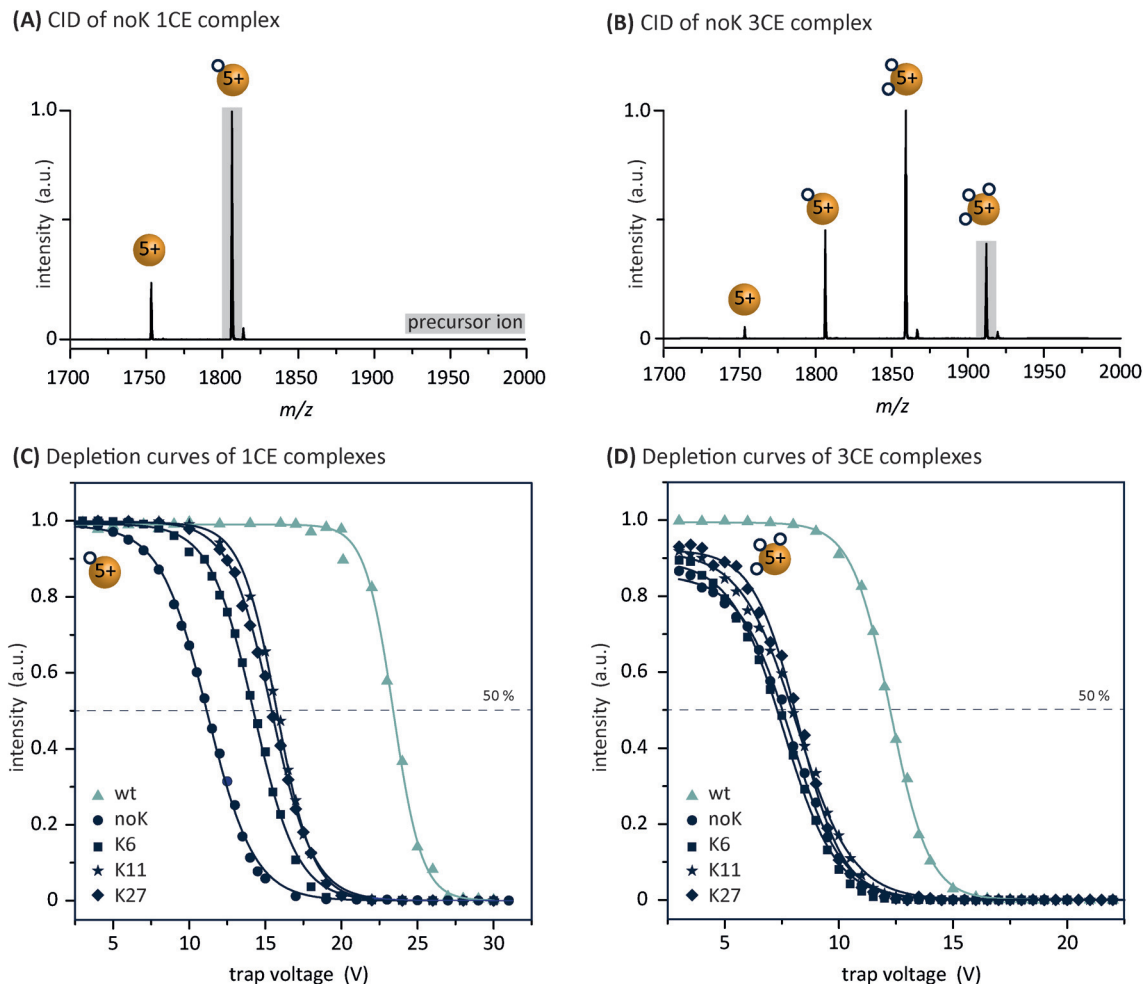 (A) CID of noK 1CE complex
5+
1.0
5+
intensity (a.u.)
precursor ion
0
1700 1750 1800 1850 1900 1950 2000
m/z
(B) CID of noK 3CE complex
5+
1.0
5+
5+
intensity (a.u.)
5+
0
1700 1750 1800 1850 1900 1950 2000
m/z
(C) Depletion curves of 1CE complexes
1.0
5+
0.8
0.6
50 %
intensity (a.u.)
0.4
wt
noK
0.2
K6
K11
K27
0
5 10 15 20 25 30
trap voltage (V)
(D) Depletion curves of 3CE complexes
1.0
5+
0.8
0.6
50 %
intensity (a.u.)
0.4
wt
noK
0.2
K6
K11
K27
0
5 10 15 20
trap voltage (V)